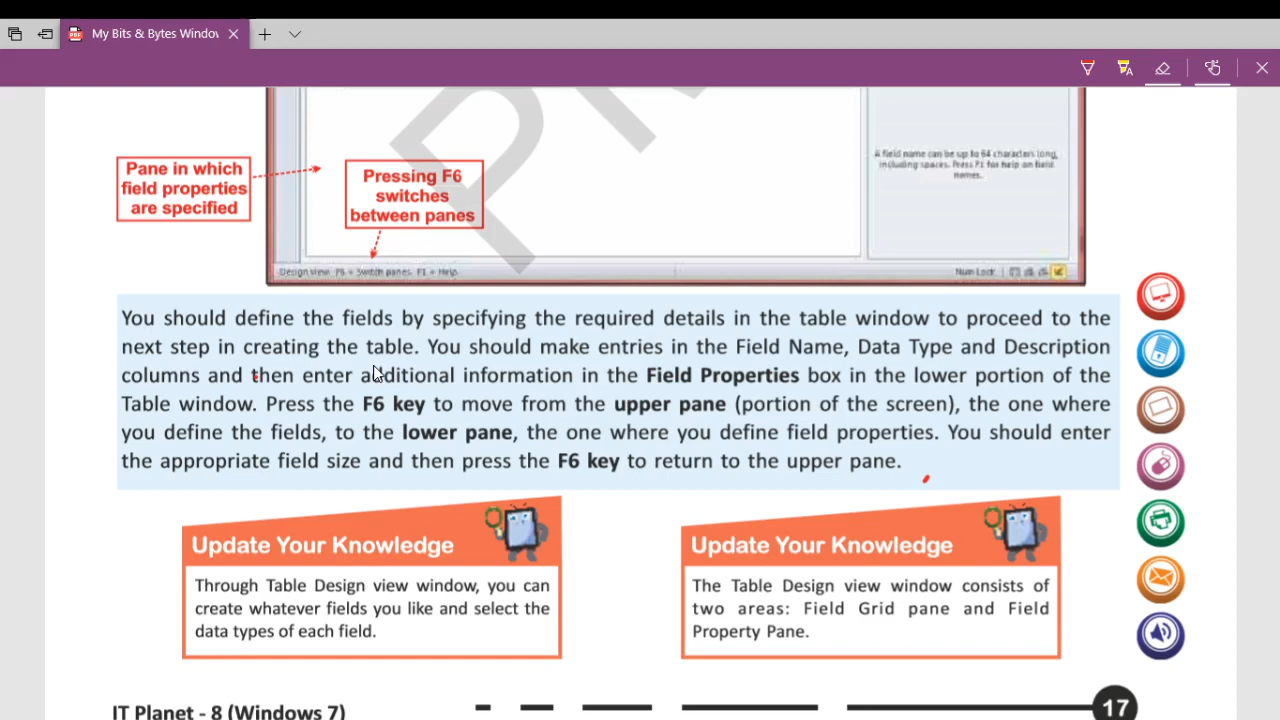 My Bits & Bytes Window
A field name can be up to 64 characters long,
including spaces. Press F1 for help on field
names.
Pane in which
field properties
are specified
Pressing F6
switches
between panes
Design view. F6 = Switch panes. F1 = Help.
Num Lock
You should define the fields by specifying the required details in the table window to proceed to the
next step in creating the table. You should make entries in the Field Name, Data Type and Description
columns and then enter additional information in the Field Properties box in the lower portion of the
Table window. Press the F6 key to move from the upper pane (portion of the screen), the one where
you define the fields, to the lower pane, the one where you define field properties. You should enter
the appropriate field size and then press the F6 key to return to the upper pane.
Update Your Knowledge
Through Table Design view window, you can
create whatever fields you like and select the
data types of each field.
Update Your Knowledge
The Table Design view window consists of
two areas: Field Grid pane and Field
Property Pane.
IT Planet - 8 (Windows 7)
17